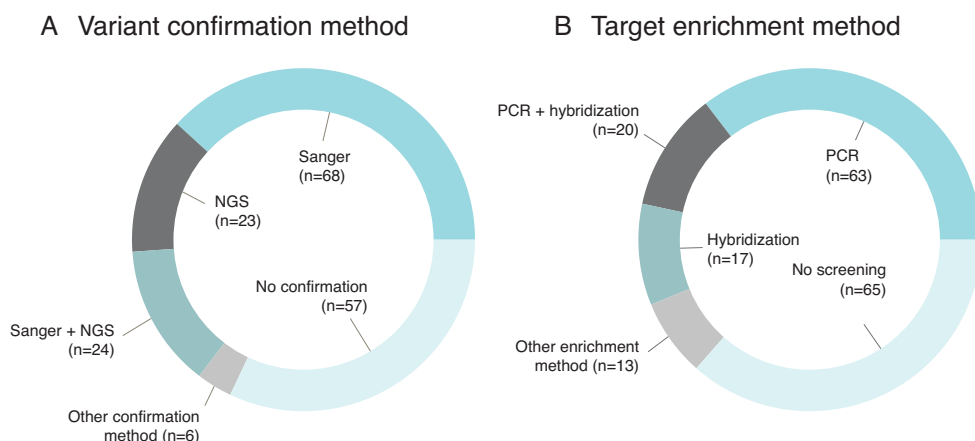 A Variant confirmation method
Sanger
(n=68)
NGS
(n=23)
No confirmation
(n=57)
Sanger + NGS
(n=24)
Other confirmation
method (n=6)
B Target enrichment method
PCR + hybridization
(n=20)
PCR
(n=63)
Hybridization
(n=17)
No screening
(n=65)
Other enrichment
method (n=13)